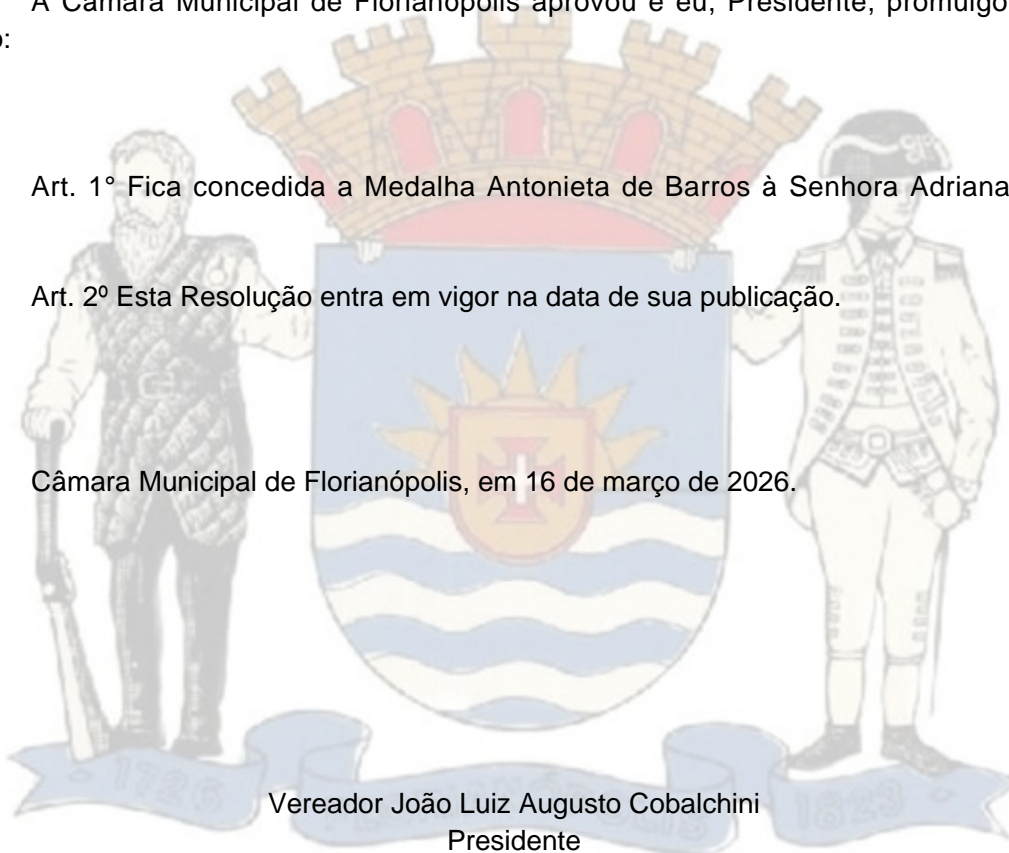 A Câmara Municipal de Florianópolis aprovou e eu, Presidente, promulgo
o:
Art. 1° Fica concedida a Medalha Antonieta de Barros à Senhora Adriana
Art. 2º Esta Resolução entra em vigor na data de sua publicação.
Câmara Municipal de Florianópolis, em 16 de março de 2026.
1726
1823
Vereador João Luiz Augusto Cobalchini
Presidente